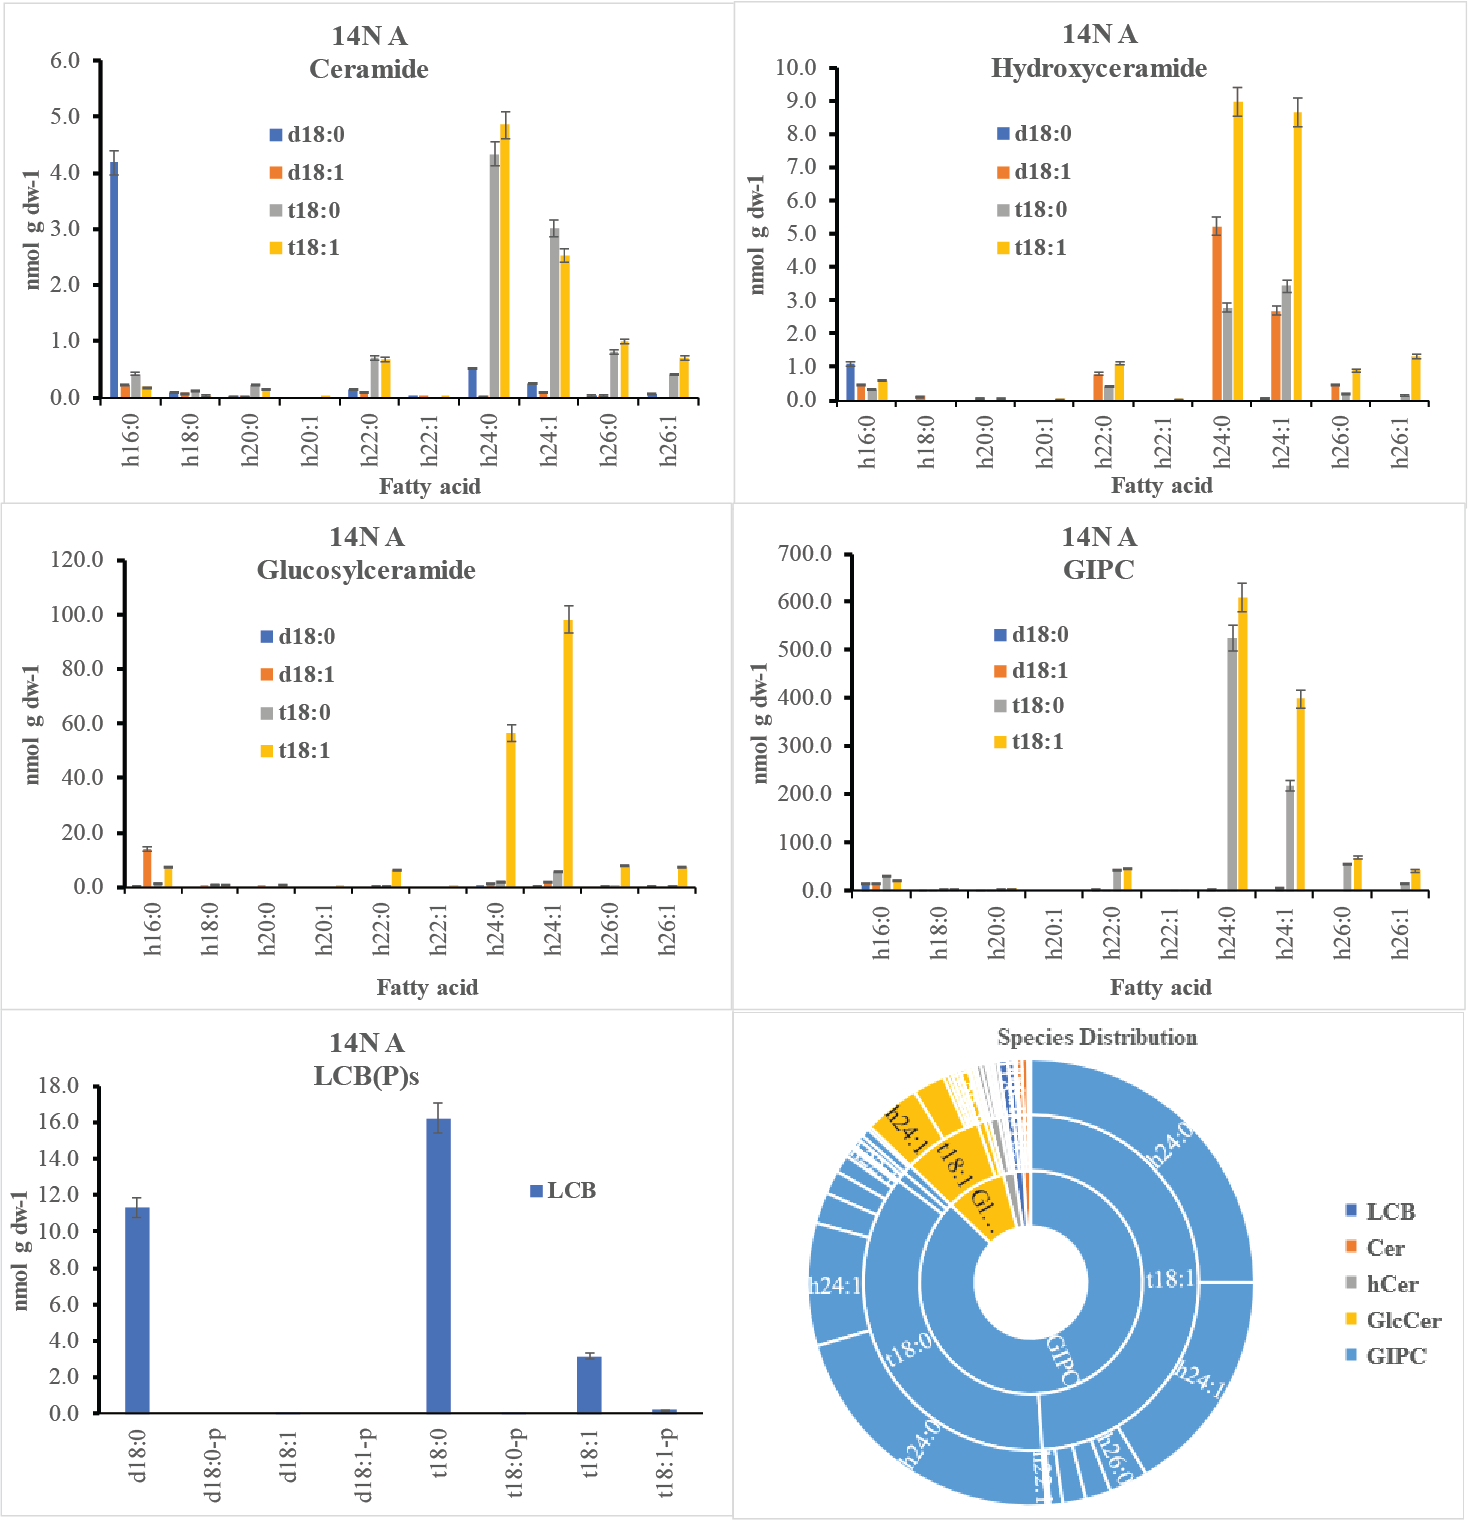 14N A
Ceramide
6.0
5.0
4.0
3.0
2.0
1.0
0.0
nmol g dw-1
d18:0
d18:1
t18:0
t18:1
h16:0
h18:0
h20:0
h20:1
h22:0
h22:1
h24:0
h24:1
h26:0
h26:1
Fatty acid
14N A
Hydroxyceramide
10.0
9.0
8.0
7.0
6.0
5.0
4.0
3.0
2.0
1.0
0.0
nmol g dw-1
d18:0
d18:1
t18:0
t18:1
h16:0
h18:0
h20:0
h20:1
h22:0
h22:1
h24:0
h24:1
h26:0
h26:1
Fatty acid
14N A
Glucosylceramide
120.0
100.0
80.0
60.0
40.0
20.0
0.0
nmol g dw-1
d18:0
d18:1
t18:0
t18:1
h16:0
h18:0
h20:0
h20:1
h22:0
h22:1
h24:0
h24:1
h26:0
h26:1
Fatty acid
14N A
GIPC
700.0
600.0
500.0
400.0
300.0
200.0
100.0
0.0
nmol g dw-1
d18:0
d18:1
t18:0
t18:1
h16:0
h18:0
h20:0
h20:1
h22:0
h22:1
h24:0
h24:1
h26:0
h26:1
Fatty acid
14N A
LCB(P)s
18.0
16.0
14.0
12.0
10.0
8.0
6.0
4.0
2.0
0.0
nmol g dw-1
LCB
d18:0
d18:0-p
d18:1
d18:1-p
t18:0
t18:0-p
t18:1
t18:1-p
Species Distribution
h24:0
t18:1
h24:1
h26:0
GIPC
h24:0
t18:0
h24:1
h24:1
t18:1
Gl…
LCB
Cer
hCer
GlcCer
GIPC